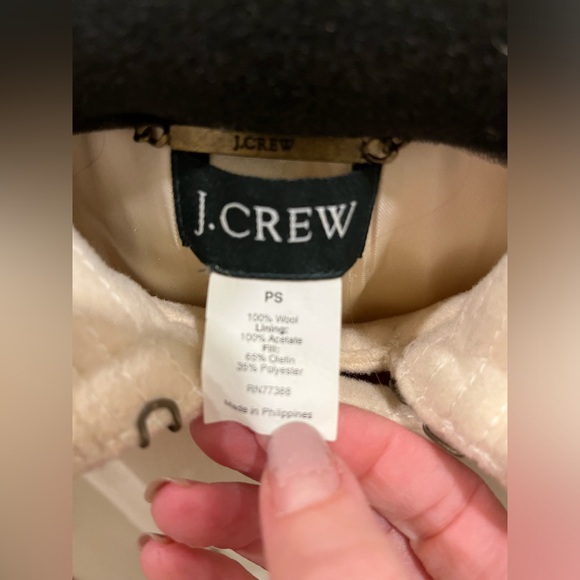 J.CREW
J.CREW
PS
100% Wool
Lining:
100% Acetate
Fill:
65% Olefin
35% Polyester
RN77388
Made in Philippines